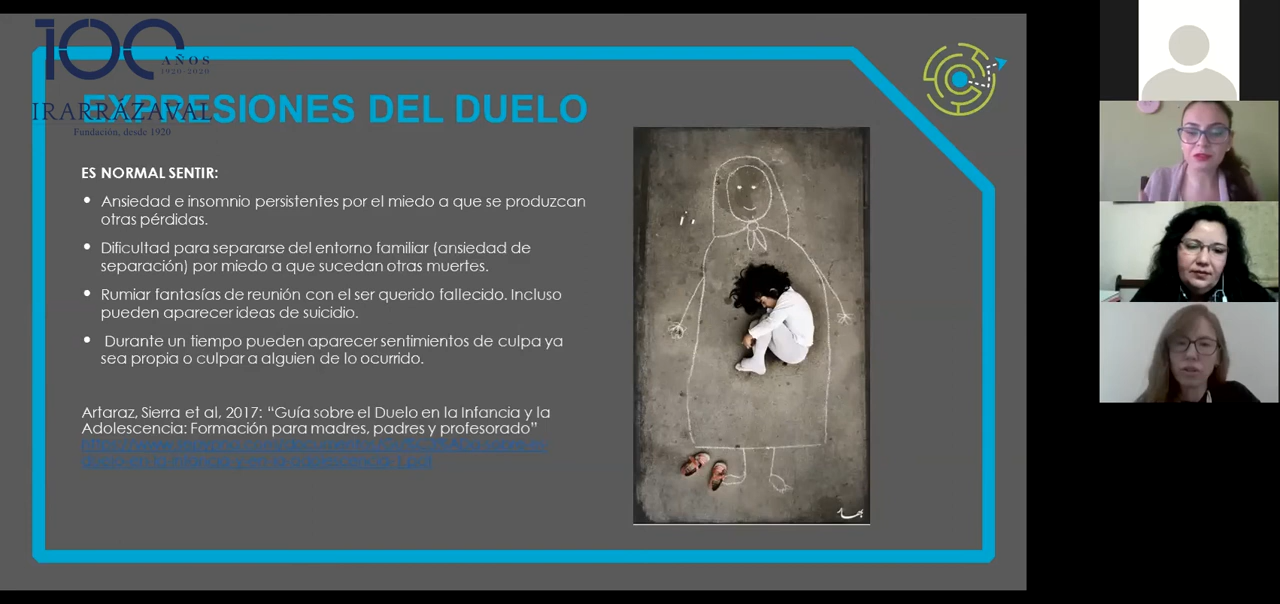 100
AÑOS
1920-2020
IRARRÁZAVAL
Fundación, desde 1920
EXPRESIONES DEL DUELO
ES NORMAL SENTIR:
• Ansiedad e insomnio persistentes por el miedo a que se produzcan
otras pérdidas.
• Dificultad para separarse del entorno familiar (ansiedad de
separación) por miedo a que sucedan otras muertes.
• Rumiar fantasías de reunión con el ser querido fallecido. Incluso
pueden aparecer ideas de suicidio.
• Durante un tiempo pueden aparecer sentimientos de culpa ya
sea propia o culpar a alguien de lo ocurrido.
Artaraz, Sierra et al, 2017: “Guía sobre el Duelo en la Infancia y la
Adolescencia: Formación para madres, padres y profesorado”
بهار